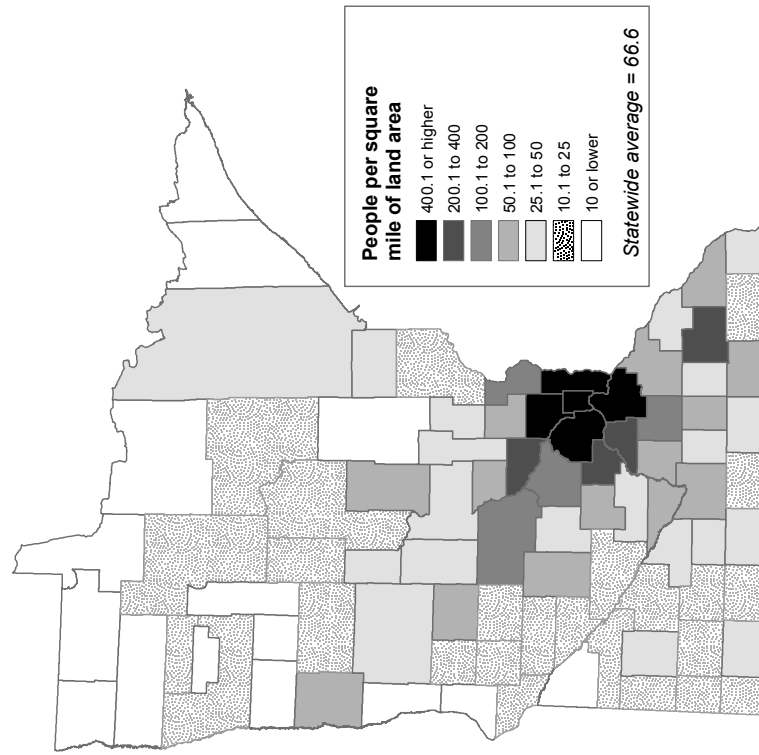 People per square
mile of land area
400.1 or higher
200.1 to 400
100.1 to 200
50.1 to 100
25.1 to 50
10.1 to 25
10 or lower
Statewide average = 66.6